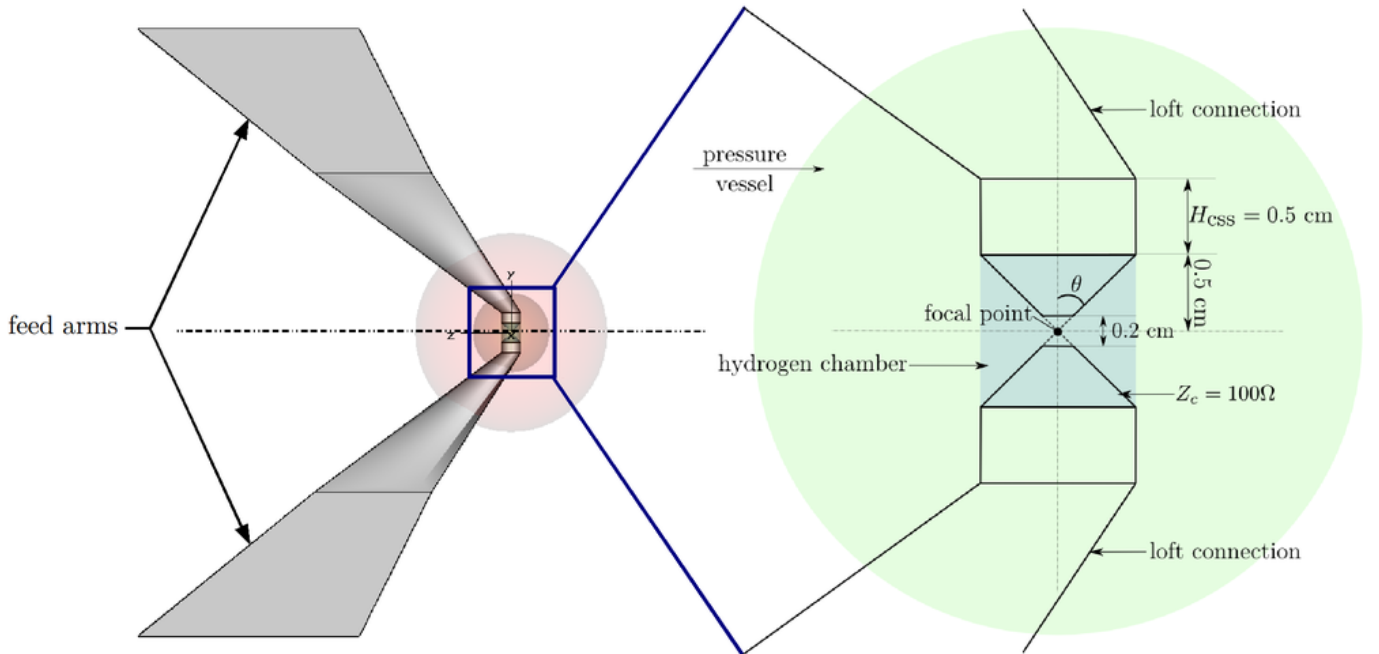 feed arms
y
z
x
pressure
vessel
loft connection
H_CSS = 0.5 cm
θ
0.5 cm
focal point
0.2 cm
hydrogen chamber
Z_c = 100Ω
loft connection